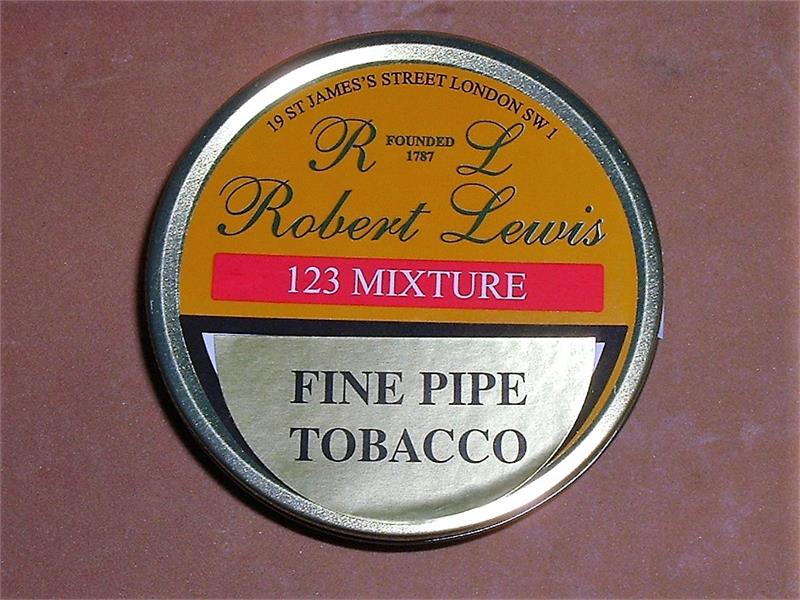 19 ST JAMES'S STREET LONDON SW 1
R FOUNDED L
1787
Robert Lewis
123 MIXTURE
FINE PIPE
TOBACCO